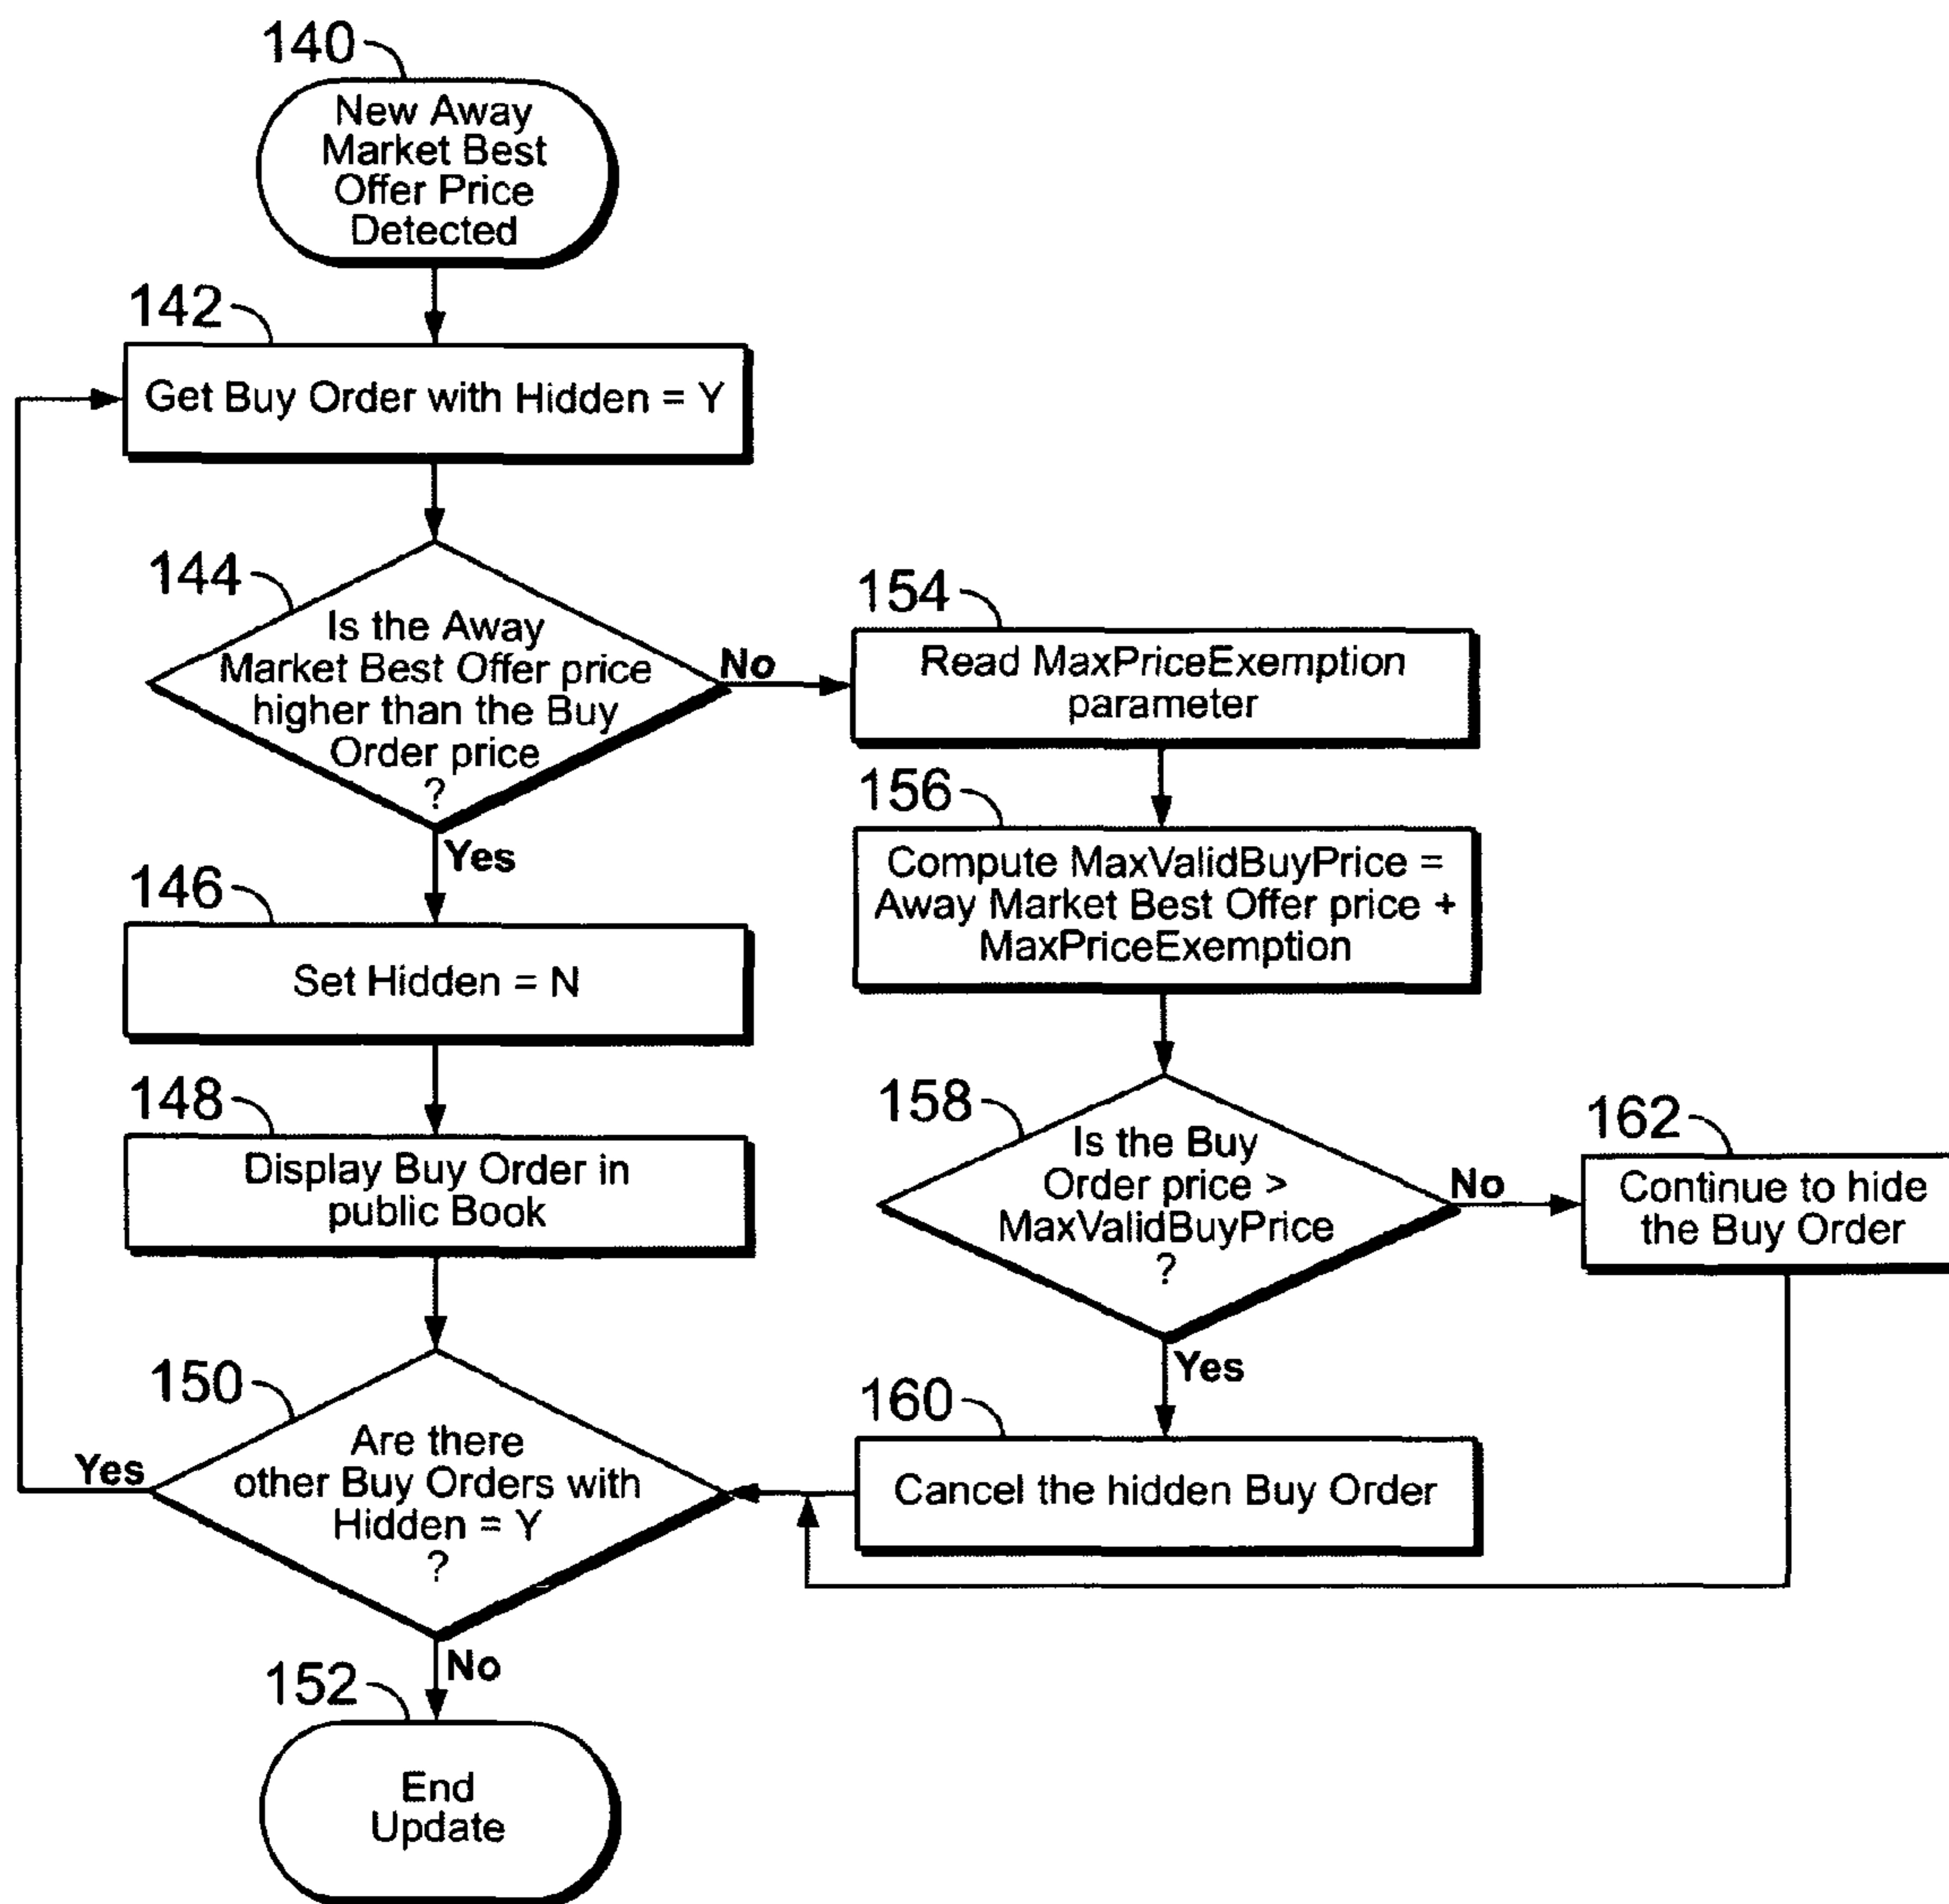 140
New Away
Market Best
Offer Price
Detected
142
Get Buy Order with Hidden = Y
144
Is the Away
Market Best Offer price
higher than the Buy
Order price
?
No
Yes
154
Read MaxPriceExemption
parameter
156
Compute MaxValidBuyPrice =
Away Market Best Offer price +
MaxPriceExemption
146
Set Hidden = N
148
Display Buy Order in
public Book
158
Is the Buy
Order price >
MaxValidBuyPrice
?
No
Yes
162
Continue to hide
the Buy Order
160
Cancel the hidden Buy Order
150
Are there
other Buy Orders with
Hidden = Y
?
Yes
No
152
End
Update